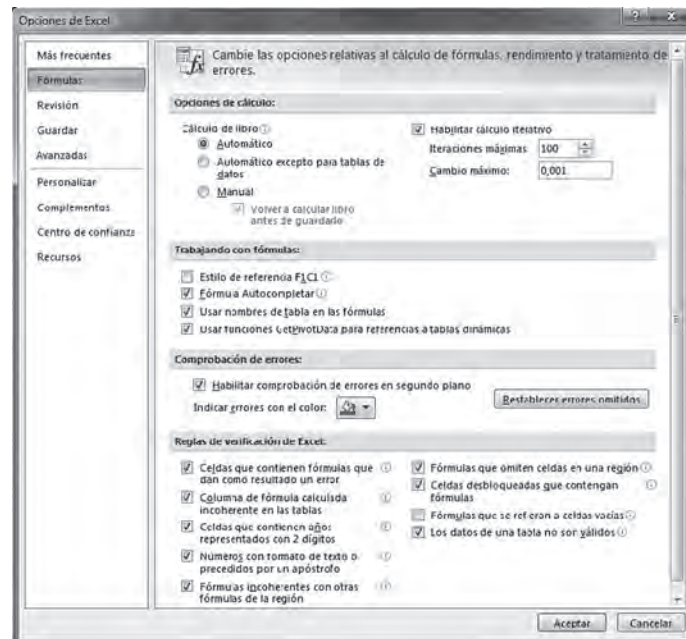 Opciones de Excel
Más frecuentes
Fórmulas
Revisión
Guardar
Avanzadas
Personalizar
Complementos
Centro de confianza
Recursos
Cambie las opciones relativas al cálculo de fórmulas, rendimiento y tratamiento de
errores.
Opciones de cálculo:
Cálculo de libro
Automático
Automático excepto para tablas de
datos
Manual
Volver a calcular libro
antes de guardarlo
Habilitar cálculo iterativo
Iteraciones máximas 100
Cambio máximo: 0,001
Trabajando con fórmulas:
Estilo de referencia F1C1
Fórmula Autocompletar
Usar nombres de tabla en las fórmulas
Usar funciones GetPivotData para referencias a tablas dinámicas
Comprobación de errores:
Habilitar comprobación de errores en segundo plano
Indicar errores con el color:
Restablecer errores omitidos
Reglas de verificación de Excel:
Celdas que contienen fórmulas que
dan como resultado un error
Columna de fórmula calculada
incoherente en las tablas
Celdas que contienen años
representados con 2 dígitos
Números con formato de texto o
precedidos por un apóstrofo
Fórmulas incoherentes con otras
fórmulas de la región
Fórmulas que omiten celdas en una región
Celdas desbloqueadas que contengan
fórmulas
Fórmulas que se refieran a celdas vacías
Los datos de una tabla no son válidos
Aceptar
Cancelar